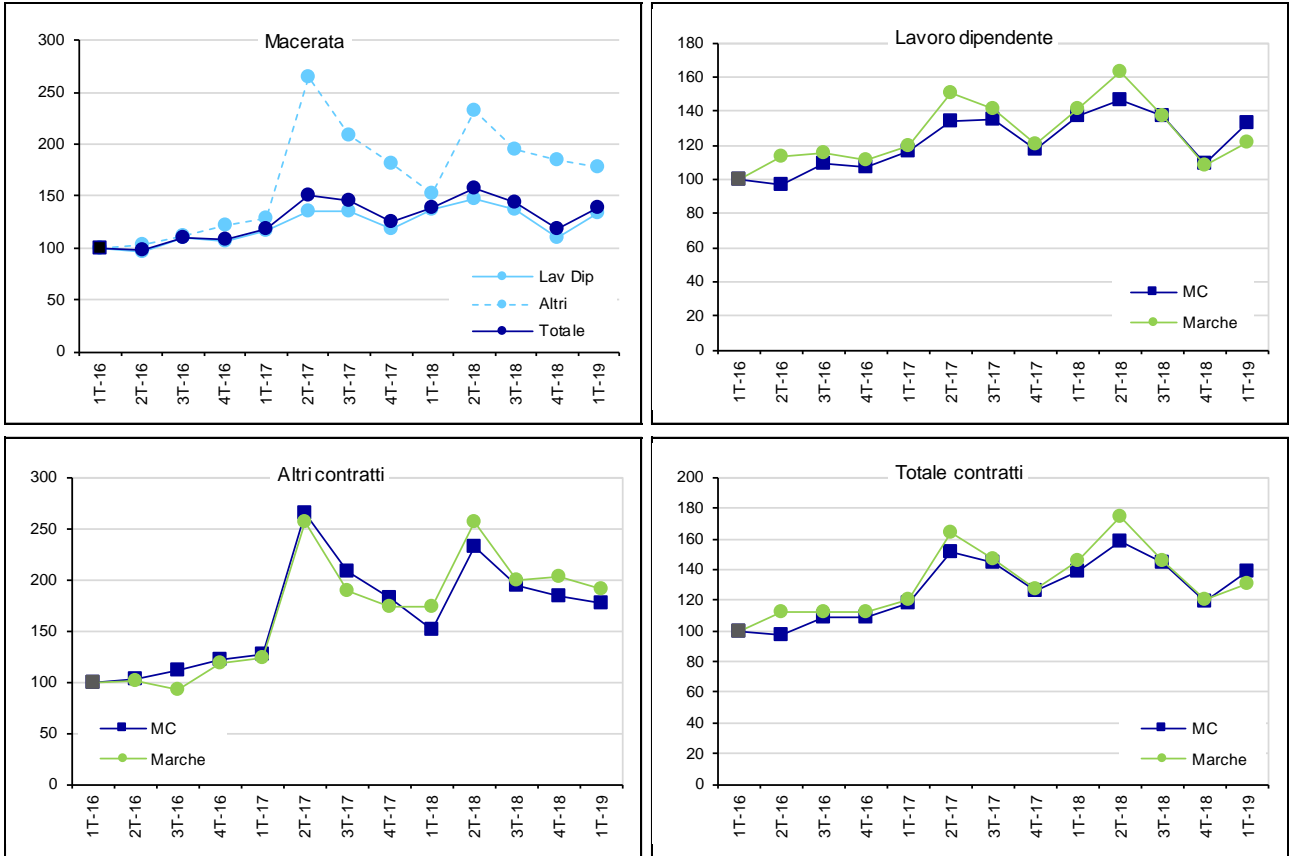 Macerata
300
250
200
150
100
50
0
Lav Dip
Altri
Totale
1T-16
2T-16
3T-16
4T-16
1T-17
2T-17
3T-17
4T-17
1T-18
2T-18
3T-18
4T-18
1T-19
Lavoro dipendente
180
160
140
120
100
80
60
40
20
0
MC
Marche
1T-16
2T-16
3T-16
4T-16
1T-17
2T-17
3T-17
4T-17
1T-18
2T-18
3T-18
4T-18
1T-19
Altri contratti
300
250
200
150
100
50
0
MC
Marche
1T-16
2T-16
3T-16
4T-16
1T-17
2T-17
3T-17
4T-17
1T-18
2T-18
3T-18
4T-18
1T-19
Totale contratti
200
180
160
140
120
100
80
60
40
20
0
MC
Marche
1T-16
2T-16
3T-16
4T-16
1T-17
2T-17
3T-17
4T-17
1T-18
2T-18
3T-18
4T-18
1T-19